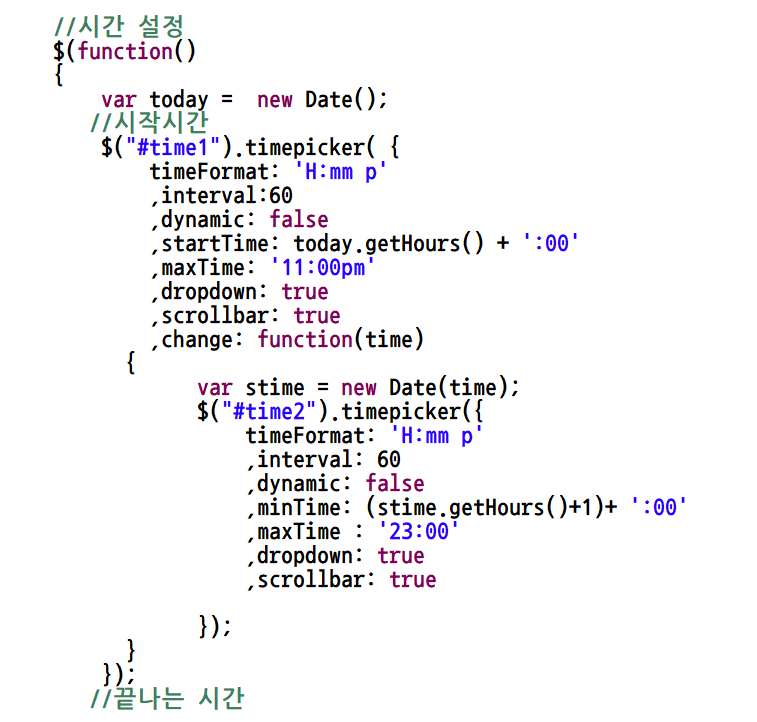 //시간 설정
$(function()
{
var today =  new Date();
//시작시간
$("#time1").timepicker( {
timeFormat: 'H:mm p'
,interval:60
,dynamic: false
,startTime: today.getHours() + ':00'
,maxTime: '11:00pm'
,dropdown: true
,scrollbar: true
,change: function(time)
{
var stime = new Date(time);
$("#time2").timepicker({
timeFormat: 'H:mm p'
,interval: 60
,dynamic: false
,minTime: (stime.getHours()+1)+ ':00'
,maxTime : '23:00'
,dropdown: true
,scrollbar: true
});
}
});
//끝나는 시간